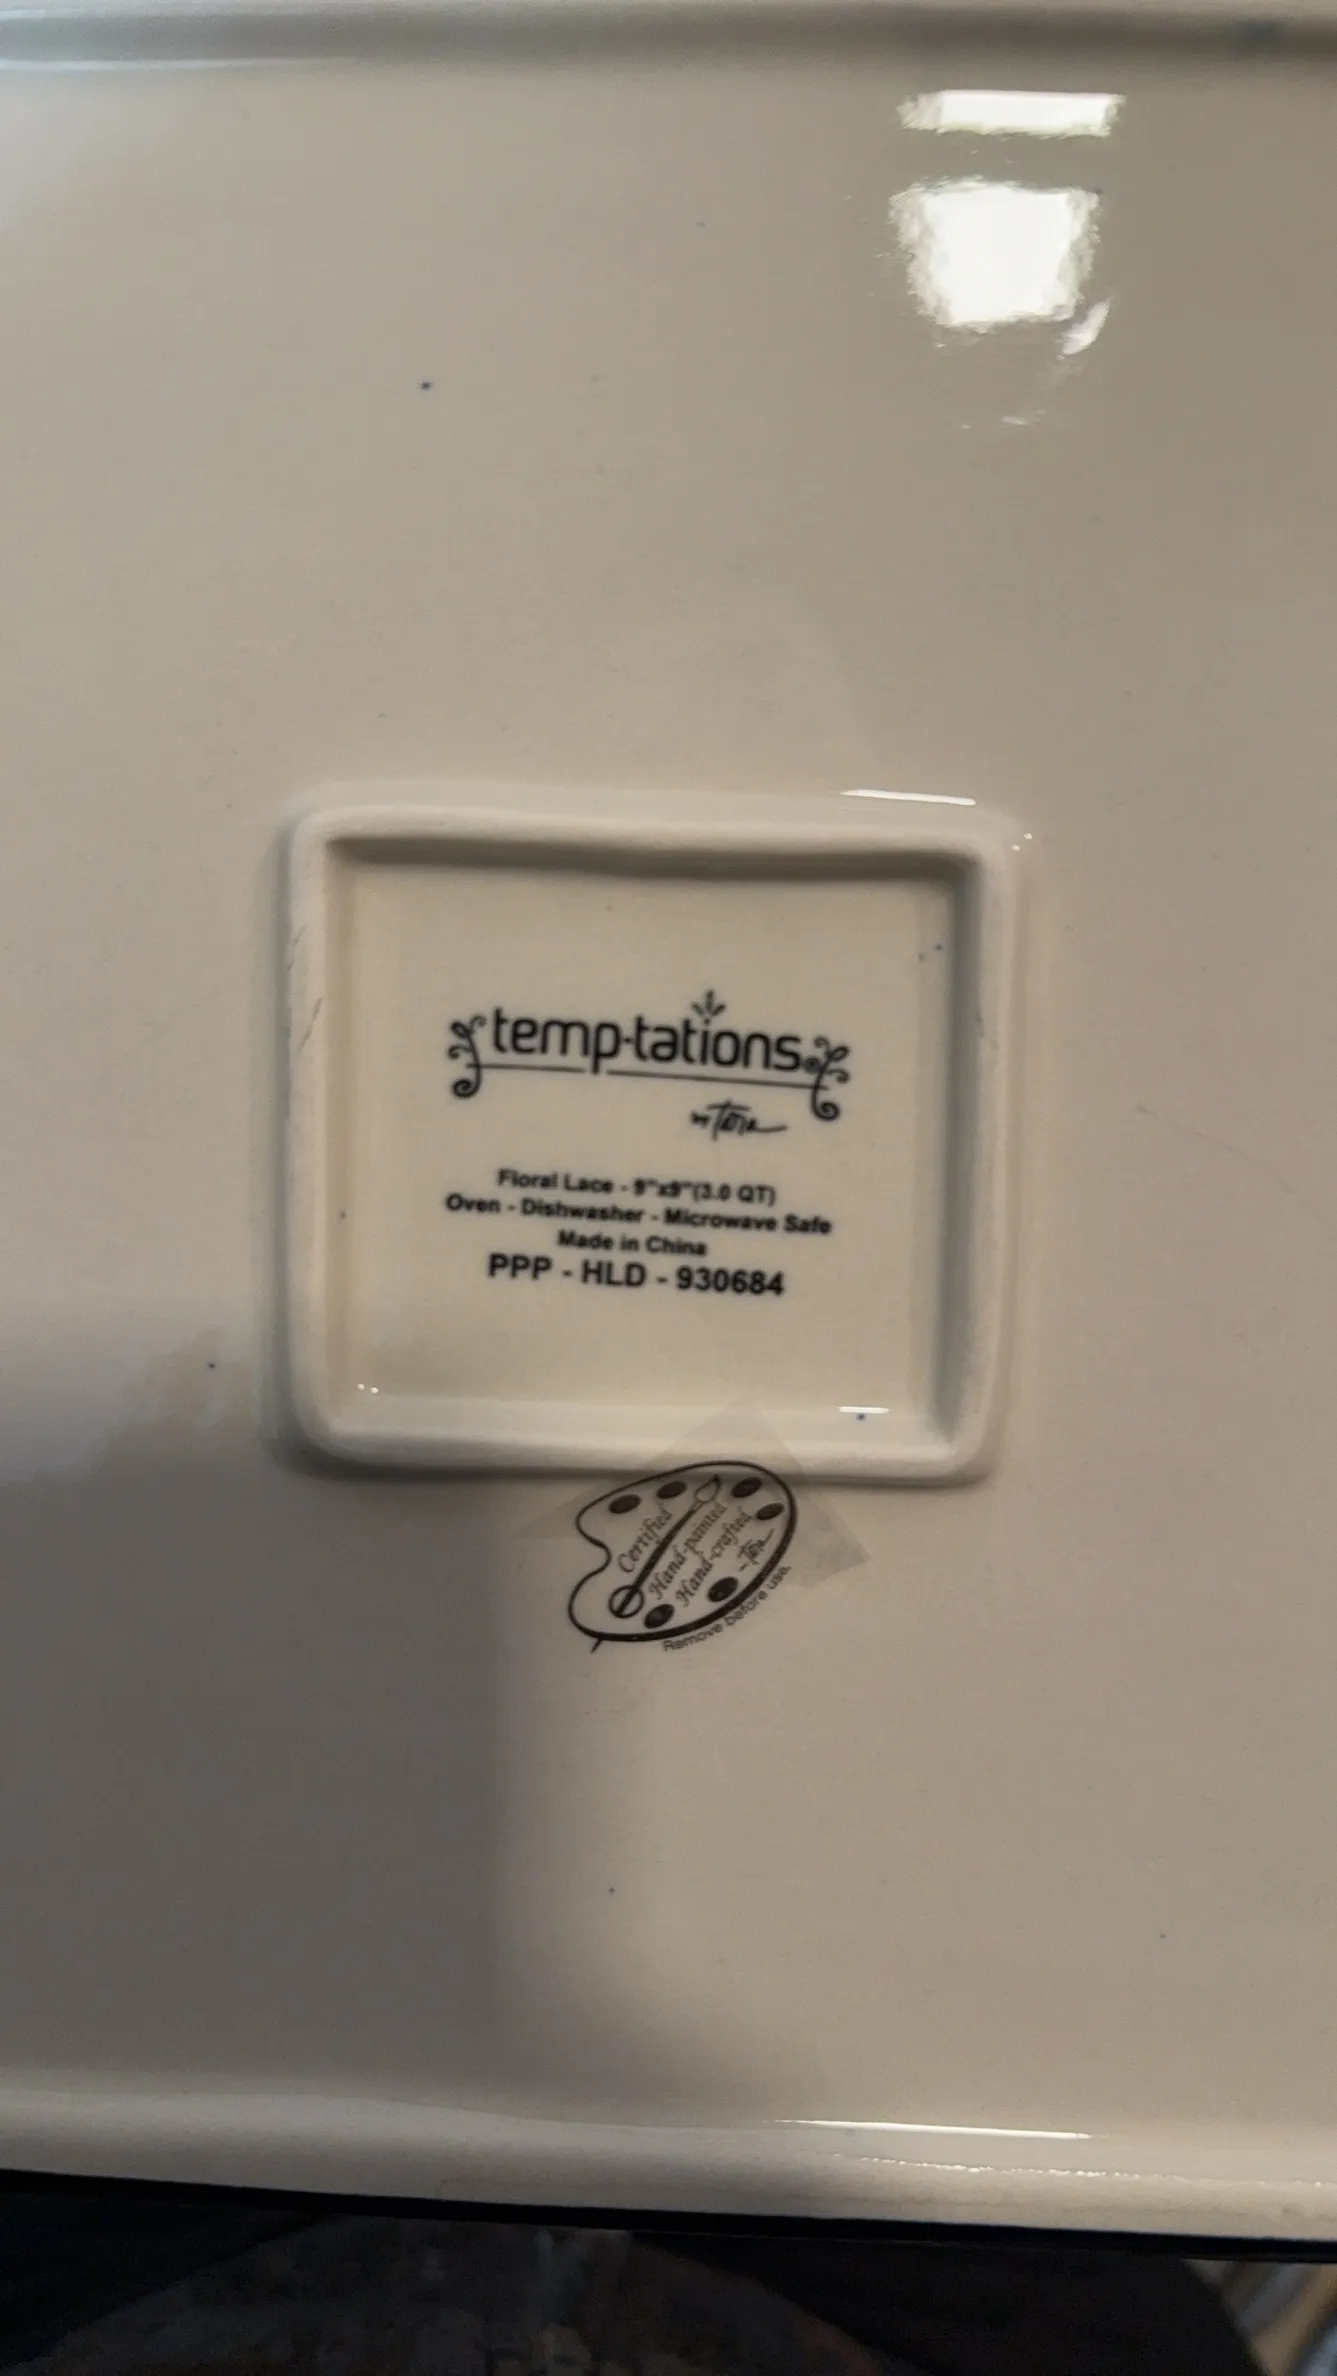 temp-tations
by Tara
Floral Lace - 9"x9"(3.0 QT)
Oven - Dishwasher - Microwave Safe
Made in China
PPP - HLD - 930684
Certified
Hand-painted
Hand-crafted
-Tara
Remove before use.